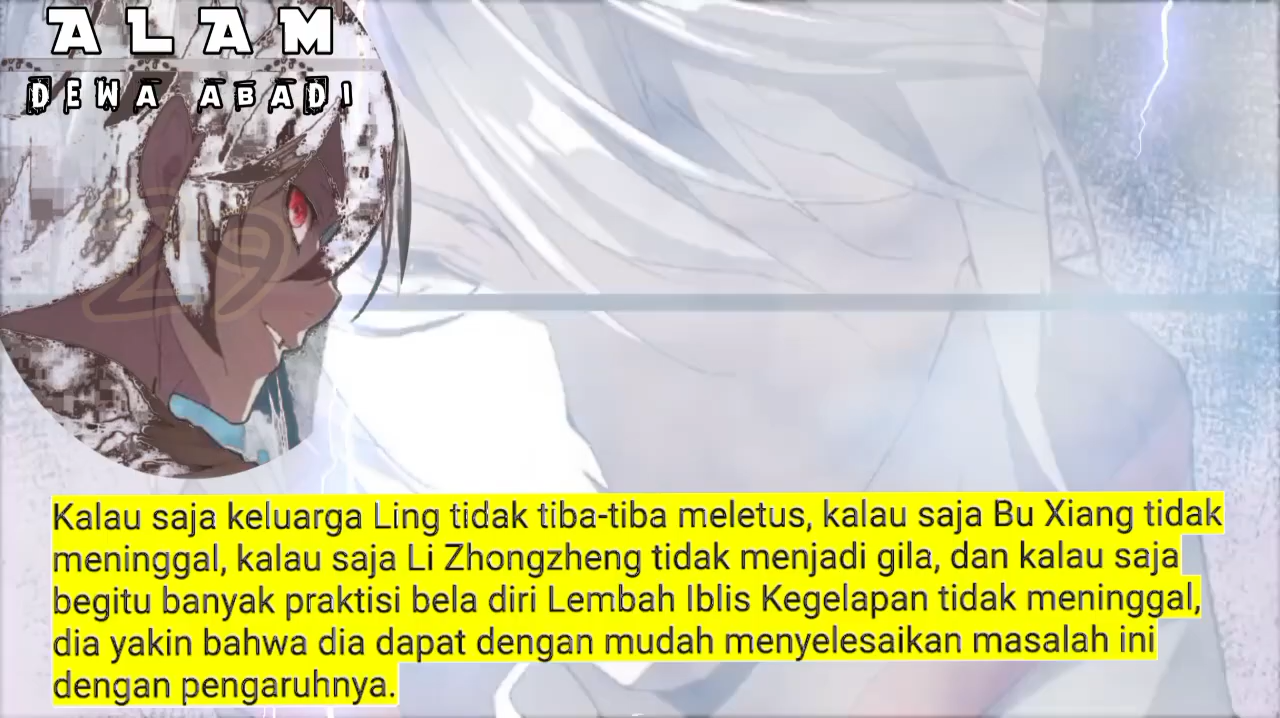 ALAM
DEWA ABADI
29
Kalau saja keluarga Ling tidak tiba-tiba meletus, kalau saja Bu Xiang tidak
meninggal, kalau saja Li Zhongzheng tidak menjadi gila, dan kalau saja
begitu banyak praktisi bela diri Lembah Iblis Kegelapan tidak meninggal,
dia yakin bahwa dia dapat dengan mudah menyelesaikan masalah ini
dengan pengaruhnya.